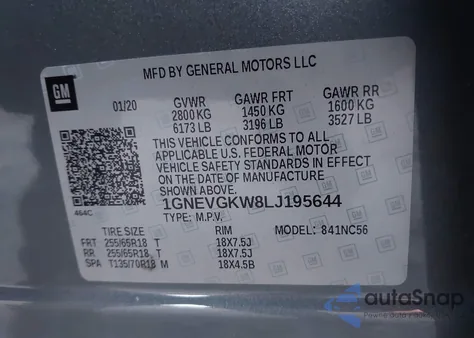 MFD BY GENERAL MOTORS LLC
GM
01/20
GVWR GAWR FRT GAWR RR
2800 KG 1450 KG 1600 KG
6173 LB 3196 LB 3527 LB
THIS VEHICLE CONFORMS TO ALL
APPLICABLE U.S. FEDERAL MOTOR
VEHICLE SAFETY STANDARDS IN EFFECT
ON THE DATE OF MANUFACTURE
SHOWN ABOVE.
1GNEVGKW8LJ195644
TYPE: M.P.V.
464C
TIRE SIZE RIM MODEL: 841NC56
FRT 255/65R18 T 18X7.5J
RR 255/65R18 T 18X7.5J
SPA T135/70R18 M 18X4.5B
autoSnap